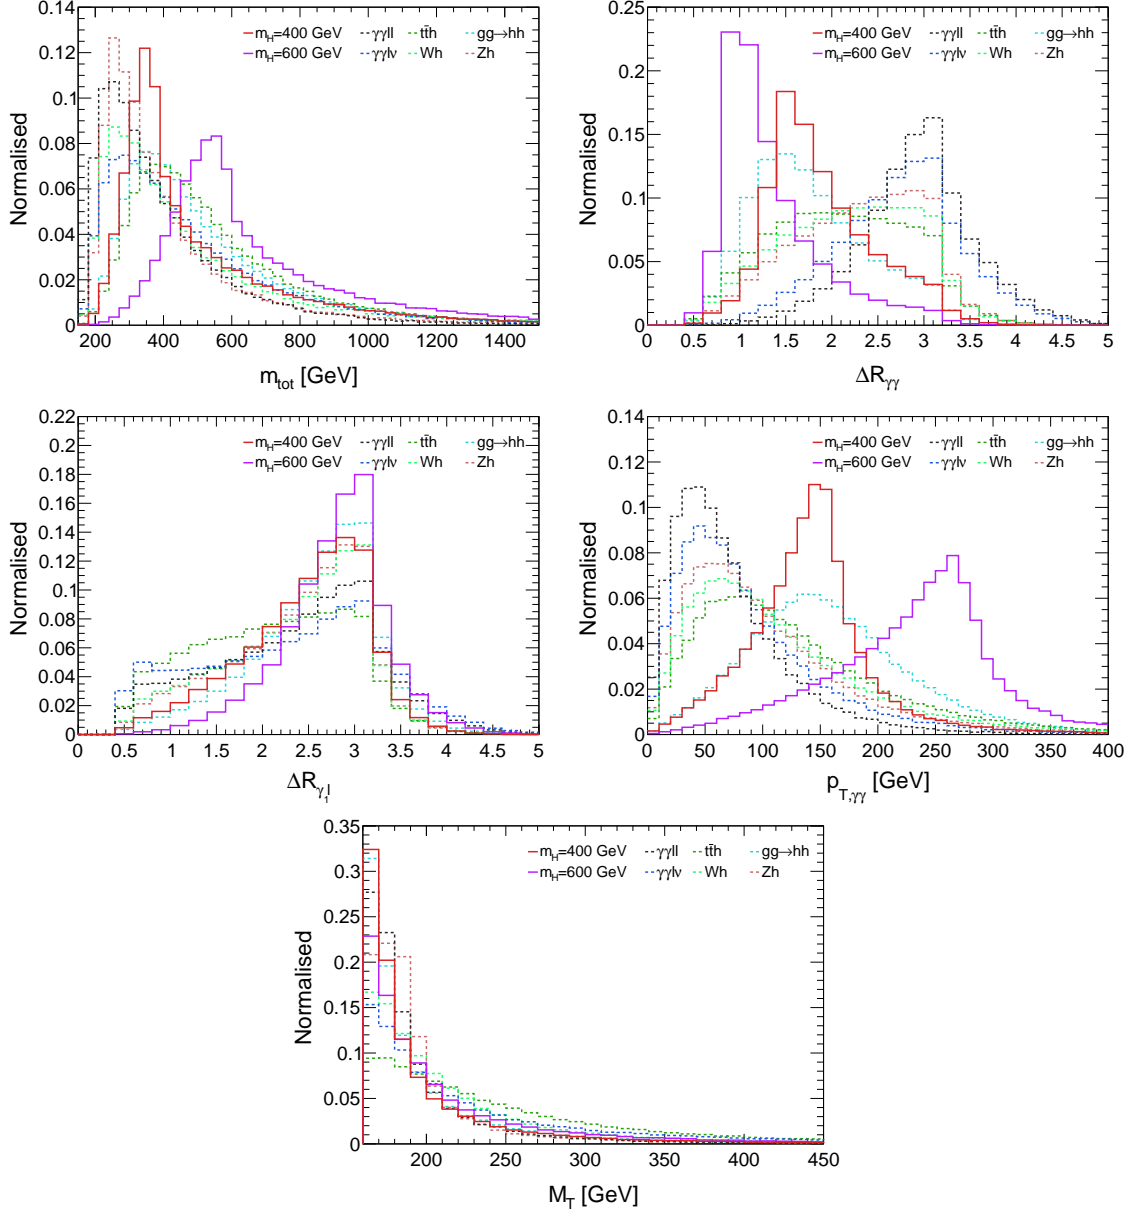 m_H=400 GeV γγll tt̄h gg→hh
m_H=600 GeV γγlν Wh Zh
Normalised
0.14
0.12
0.1
0.08
0.06
0.04
0.02
0
200 400 600 800 1000 1200 1400
m_tot [GeV]
m_H=400 GeV γγll tt̄h gg→hh
m_H=600 GeV γγlν Wh Zh
Normalised
0.25
0.2
0.15
0.1
0.05
0
0 0.5 1 1.5 2 2.5 3 3.5 4 4.5 5
ΔR_γγ
m_H=400 GeV γγll tt̄h gg→hh
m_H=600 GeV γγlν Wh Zh
Normalised
0.22
0.2
0.18
0.16
0.14
0.12
0.1
0.08
0.06
0.04
0.02
0
0 0.5 1 1.5 2 2.5 3 3.5 4 4.5 5
ΔR_γ₁l
m_H=400 GeV γγll tt̄h gg→hh
m_H=600 GeV γγlν Wh Zh
Normalised
0.14
0.12
0.1
0.08
0.06
0.04
0.02
0
0 50 100 150 200 250 300 350 400
p_T,γγ [GeV]
m_H=400 GeV γγll tt̄h gg→hh
m_H=600 GeV γγlν Wh Zh
Normalised
0.35
0.3
0.25
0.2
0.15
0.1
0.05
0
200 250 300 350 400 450
M_T [GeV]